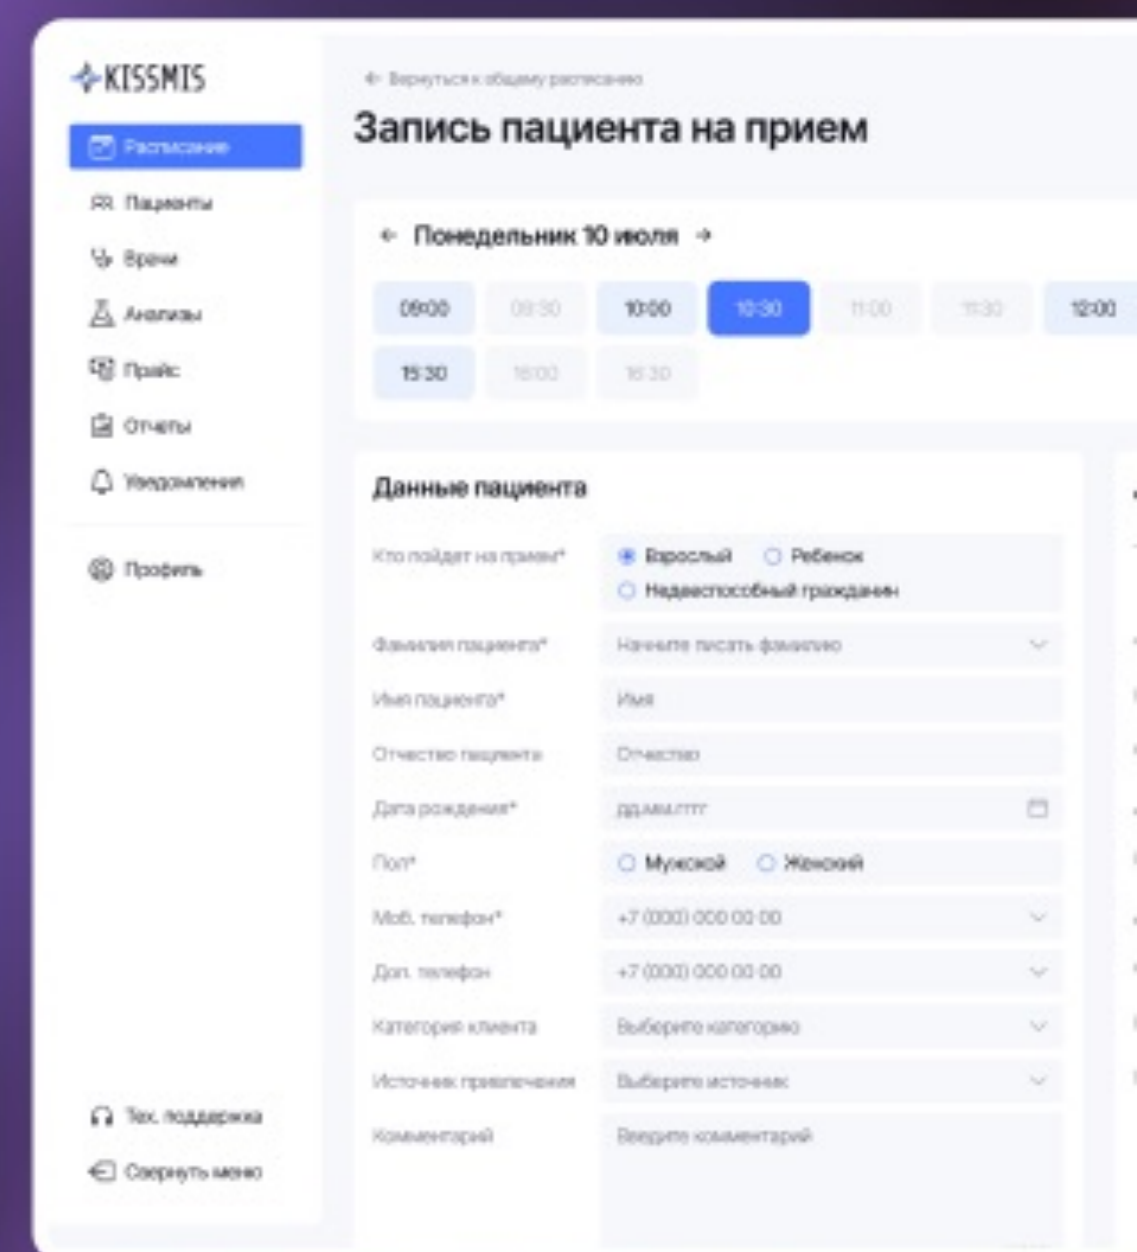 KISSMIS
Расписание
Пациенты
Врачи
Анализы
Прайс
Отчеты
Уведомления
Профиль
Тех. поддержка
Свернуть меню
← Вернуться к общему расписанию
Запись пациента на прием
← Понедельник 10 июля →
09:00 09:30 10:00 10:30 11:00 11:30 12:00
15:30 16:00 16:30
Данные пациента
Кто пойдет на прием* Взрослый Ребенок
Недееспособный гражданин
Фамилия пациента* Начните писать фамилию
Имя пациента* Имя
Отчество пациента Отчество
Дата рождения* дд.мм.гггг
Пол* Мужской Женский
Моб. телефон* +7 (000) 000 00 00
Доп. телефон +7 (000) 000 00 00
Категория клиента Выберите категорию
Источник привлечения Выберите источник
Комментарий Введите комментарий